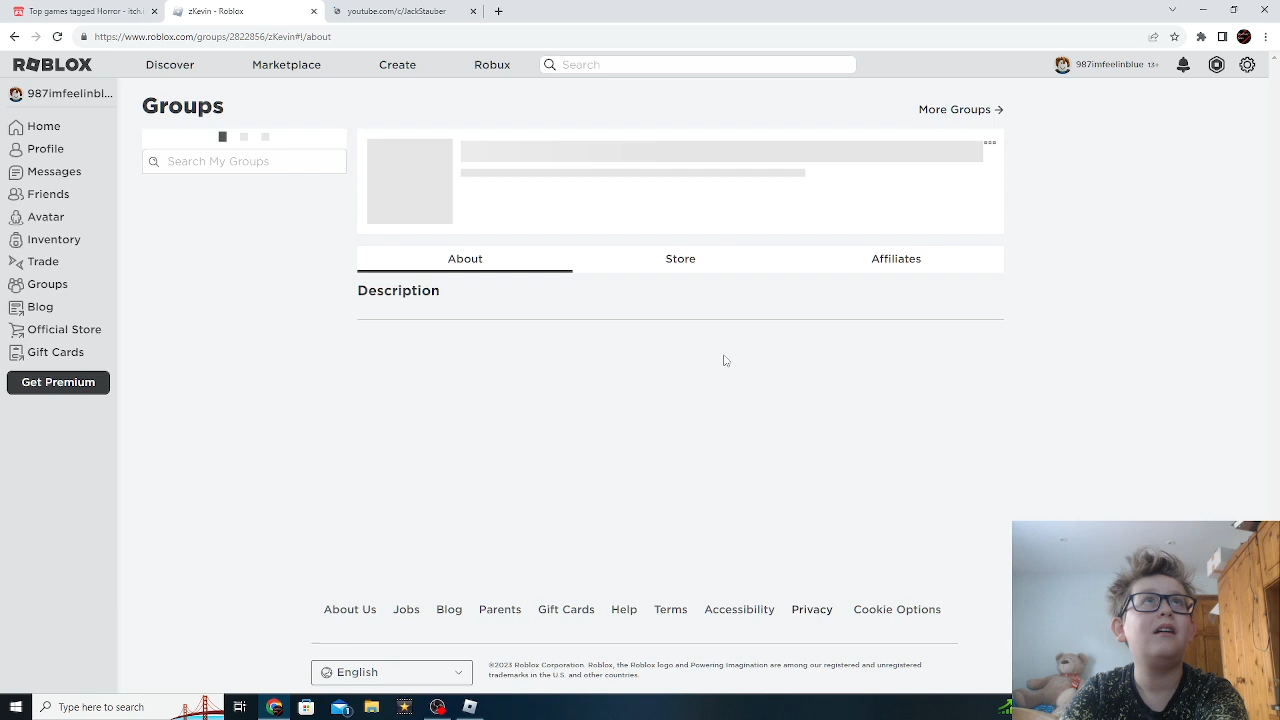 Top games tagged Horror - itch.i
zKevin - Roblox
youtube.com/c/JackStauber
https://www.roblox.com/groups/2822856/zKevin#!/about
ROBLOX
Discover
Marketplace
Create
Robux
Search
987imfeelinblue 13+
987imfeelinbl...
Home
Profile
Messages
Friends
Avatar
Inventory
Trade
Groups
Blog
Official Store
Gift Cards
Get Premium
Groups
More Groups →
Search My Groups
About
Store
Affiliates
Description
About Us
Jobs
Blog
Parents
Gift Cards
Help
Terms
Accessibility
Privacy
Cookie Options
English
©2023 Roblox Corporation. Roblox, the Roblox logo and Powering Imagination are among our registered and unregistered
trademarks in the U.S. and other countries.
Type here to search